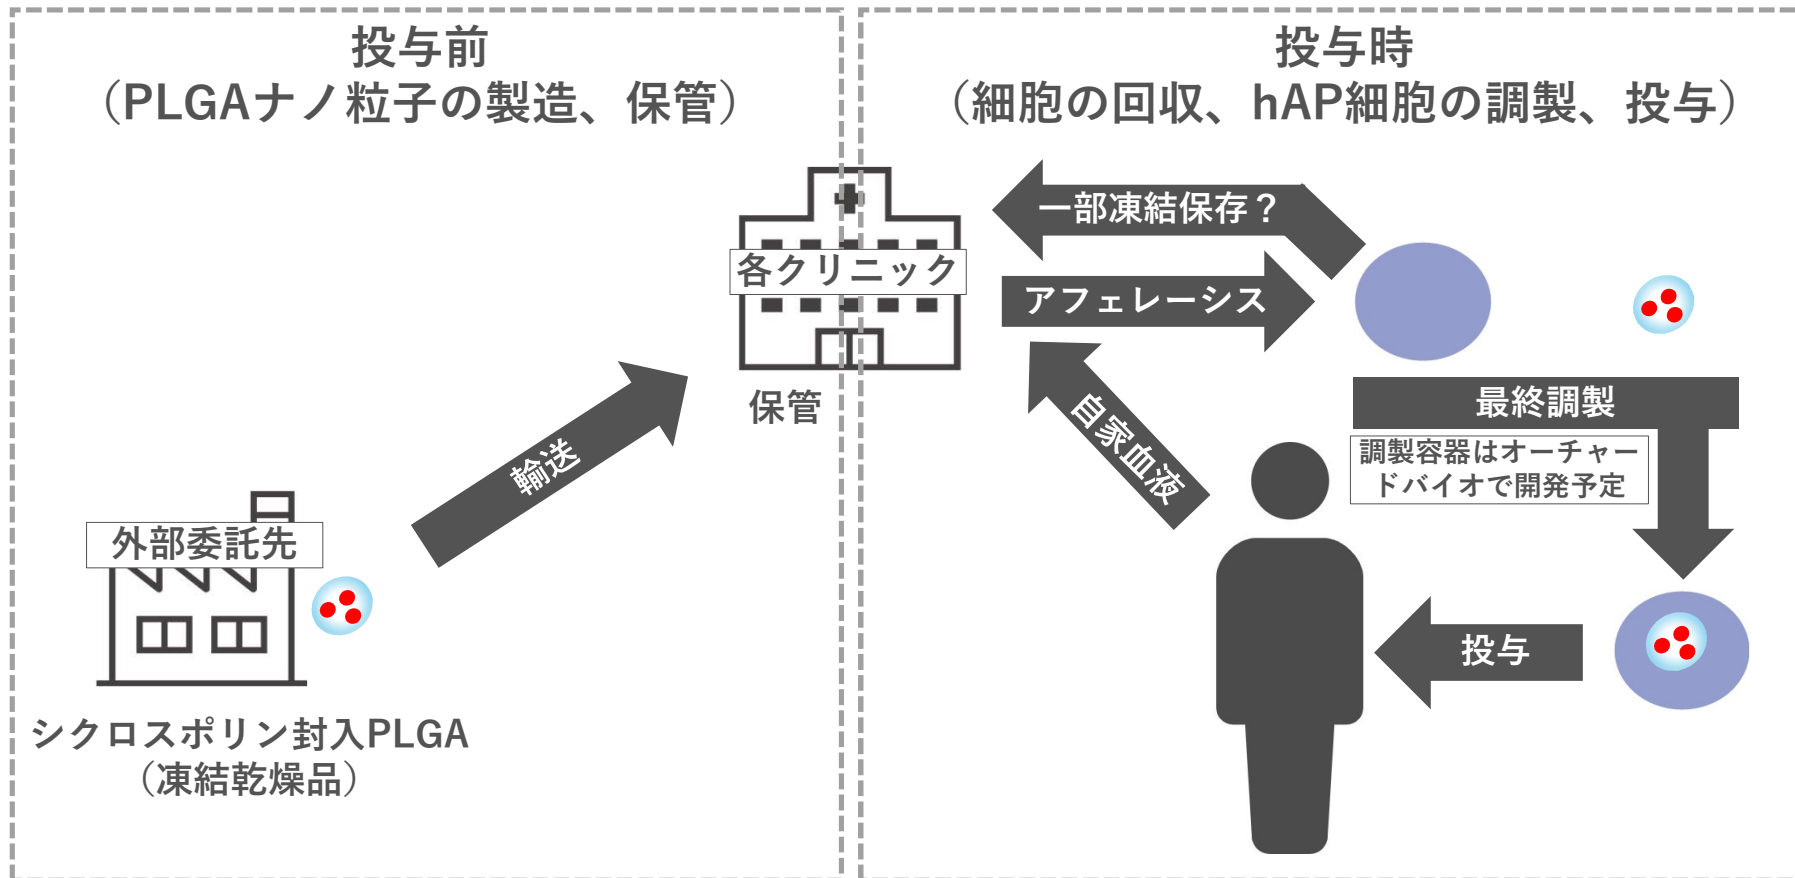 投与前
（PLGAナノ粒子の製造、保管）
投与時
（細胞の回収、hAP細胞の調製、投与）
一部凍結保存？
各クリニック
アフェレーシス
保管
最終調製
自家血液
調製容器はオーチャー
ドバイオで開発予定
輸送
外部委託先
投与
シクロスポリン封入PLGA
（凍結乾燥品）